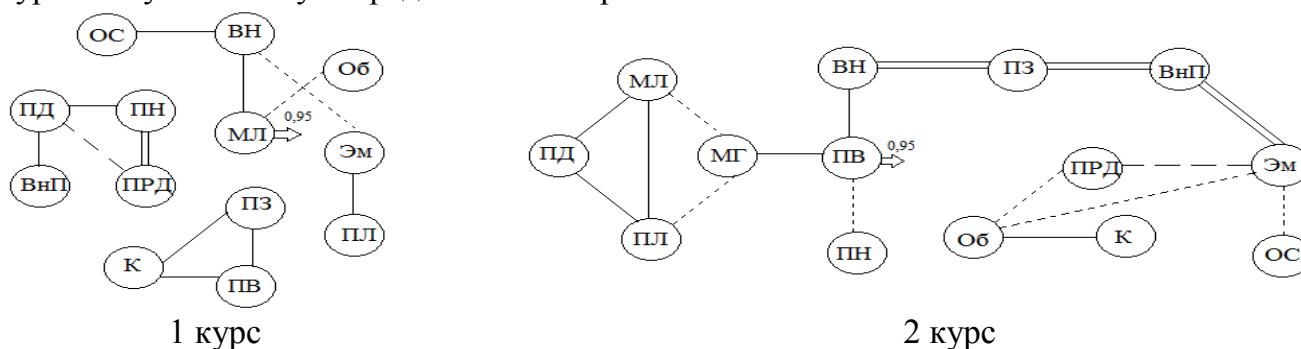 ОС ВН
Об
ПД ПН
МЛ 0,95
Эм
ВнП ПРД
ПЗ
ПЛ
К
ПВ
1 курс
ВН ПЗ ВнП
МЛ
0,95
ПД МГ ПВ
ПРД Эм
ПЛ ПН Об К ОС
2 курс